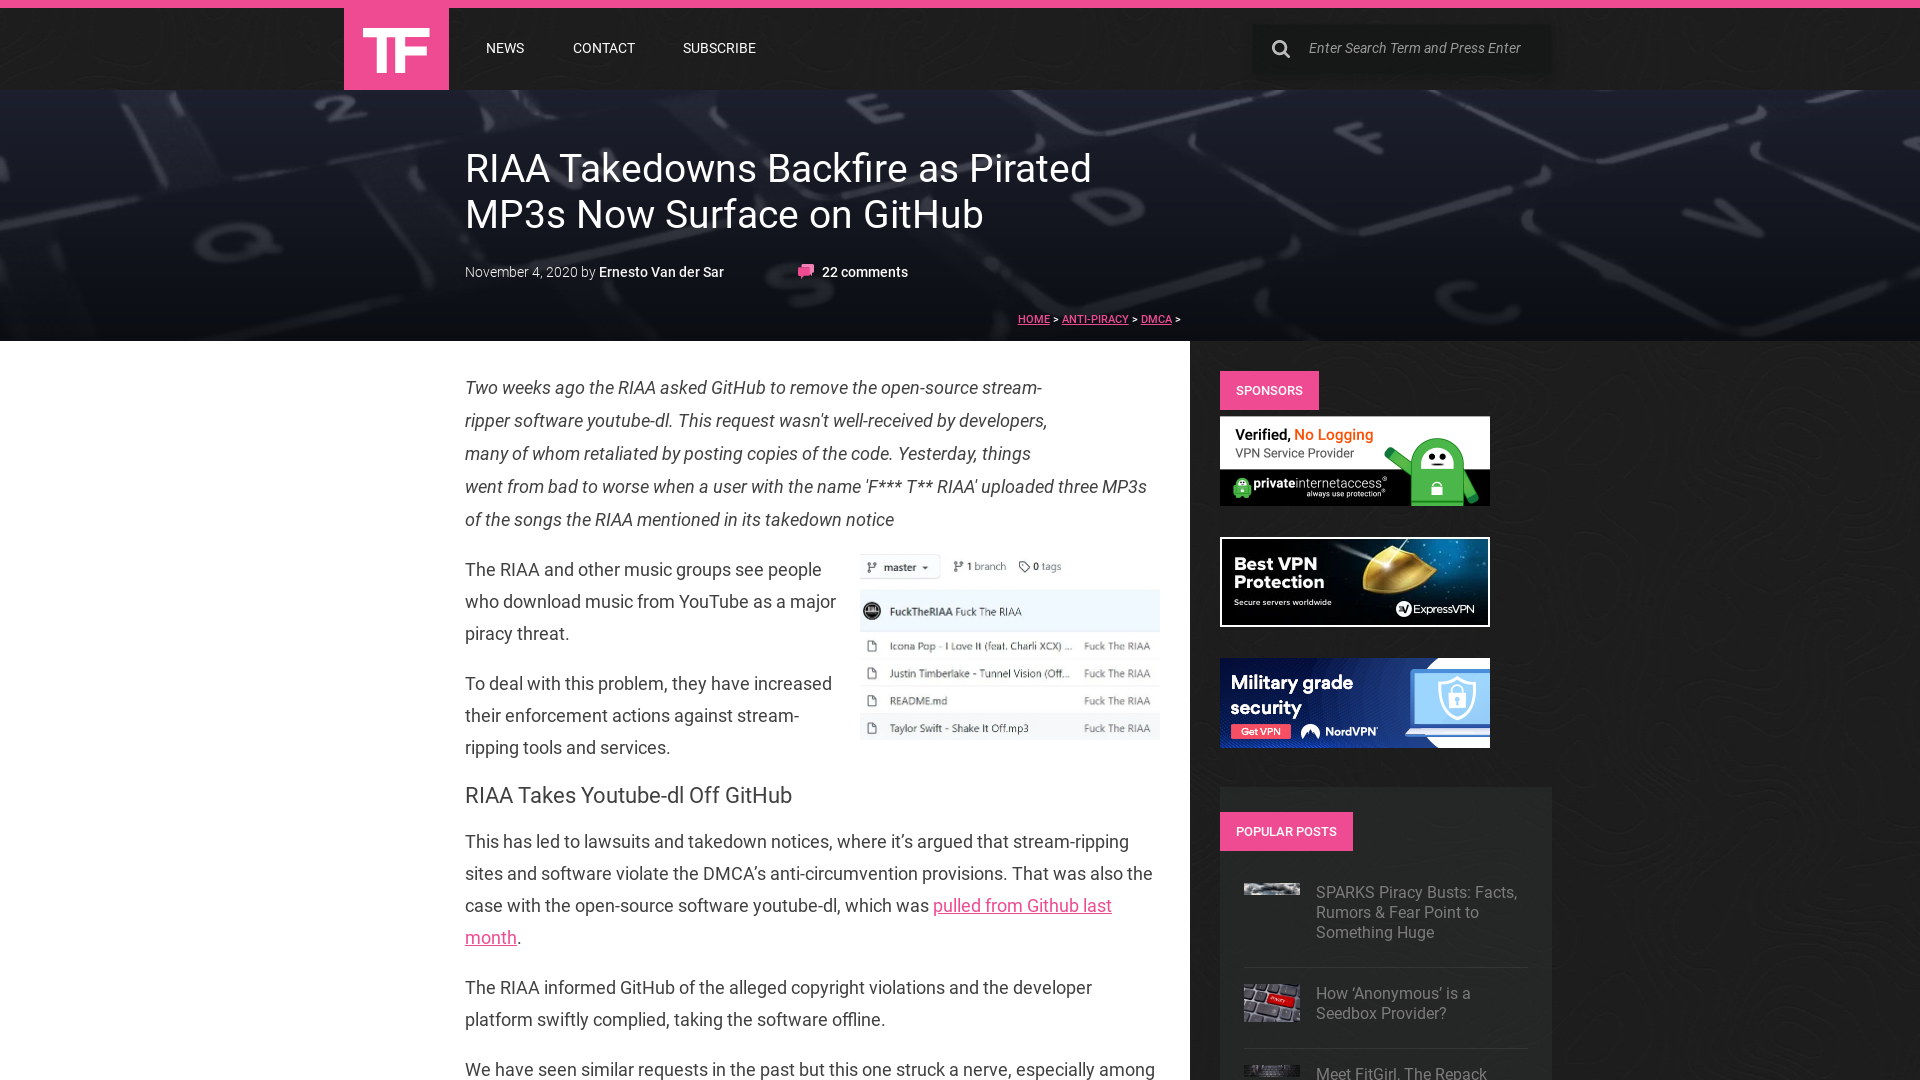 TF
NEWS
CONTACT
SUBSCRIBE
Enter Search Term and Press Enter
RIAA Takedowns Backfire as Pirated
MP3s Now Surface on GitHub
November 4, 2020 by Ernesto Van der Sar
22 comments
HOME > ANTI-PIRACY > DMCA >
Two weeks ago the RIAA asked GitHub to remove the open-source stream-
ripper software youtube-dl. This request wasn't well-received by developers,
many of whom retaliated by posting copies of the code. Yesterday, things
went from bad to worse when a user with the name 'F*** T** RIAA' uploaded three MP3s
of the songs the RIAA mentioned in its takedown notice
The RIAA and other music groups see people
who download music from YouTube as a major
piracy threat.
To deal with this problem, they have increased
their enforcement actions against stream-
ripping tools and services.
master
1 branch
0 tags
FuckTheRIAA Fuck The RIAA
Icona Pop - I Love It (feat. Charli XCX) ... Fuck The RIAA
Justin Timberlake - Tunnel Vision (Off... Fuck The RIAA
README.md Fuck The RIAA
Taylor Swift - Shake It Off.mp3 Fuck The RIAA
RIAA Takes Youtube-dl Off GitHub
This has led to lawsuits and takedown notices, where it’s argued that stream-ripping
sites and software violate the DMCA’s anti-circumvention provisions. That was also the
case with the open-source software youtube-dl, which was pulled from Github last
month.
The RIAA informed GitHub of the alleged copyright violations and the developer
platform swiftly complied, taking the software offline.
We have seen similar requests in the past but this one struck a nerve, especially among
SPONSORS
Verified, No Logging
VPN Service Provider
privateinternetaccess®
always use protection®
Best VPN
Protection
Secure servers worldwide
ExpressVPN
Military grade
security
Get VPN
NordVPN®
POPULAR POSTS
SPARKS Piracy Busts: Facts,
Rumors & Fear Point to
Something Huge
How ‘Anonymous’ is a
Seedbox Provider?
Meet FitGirl, The Repack